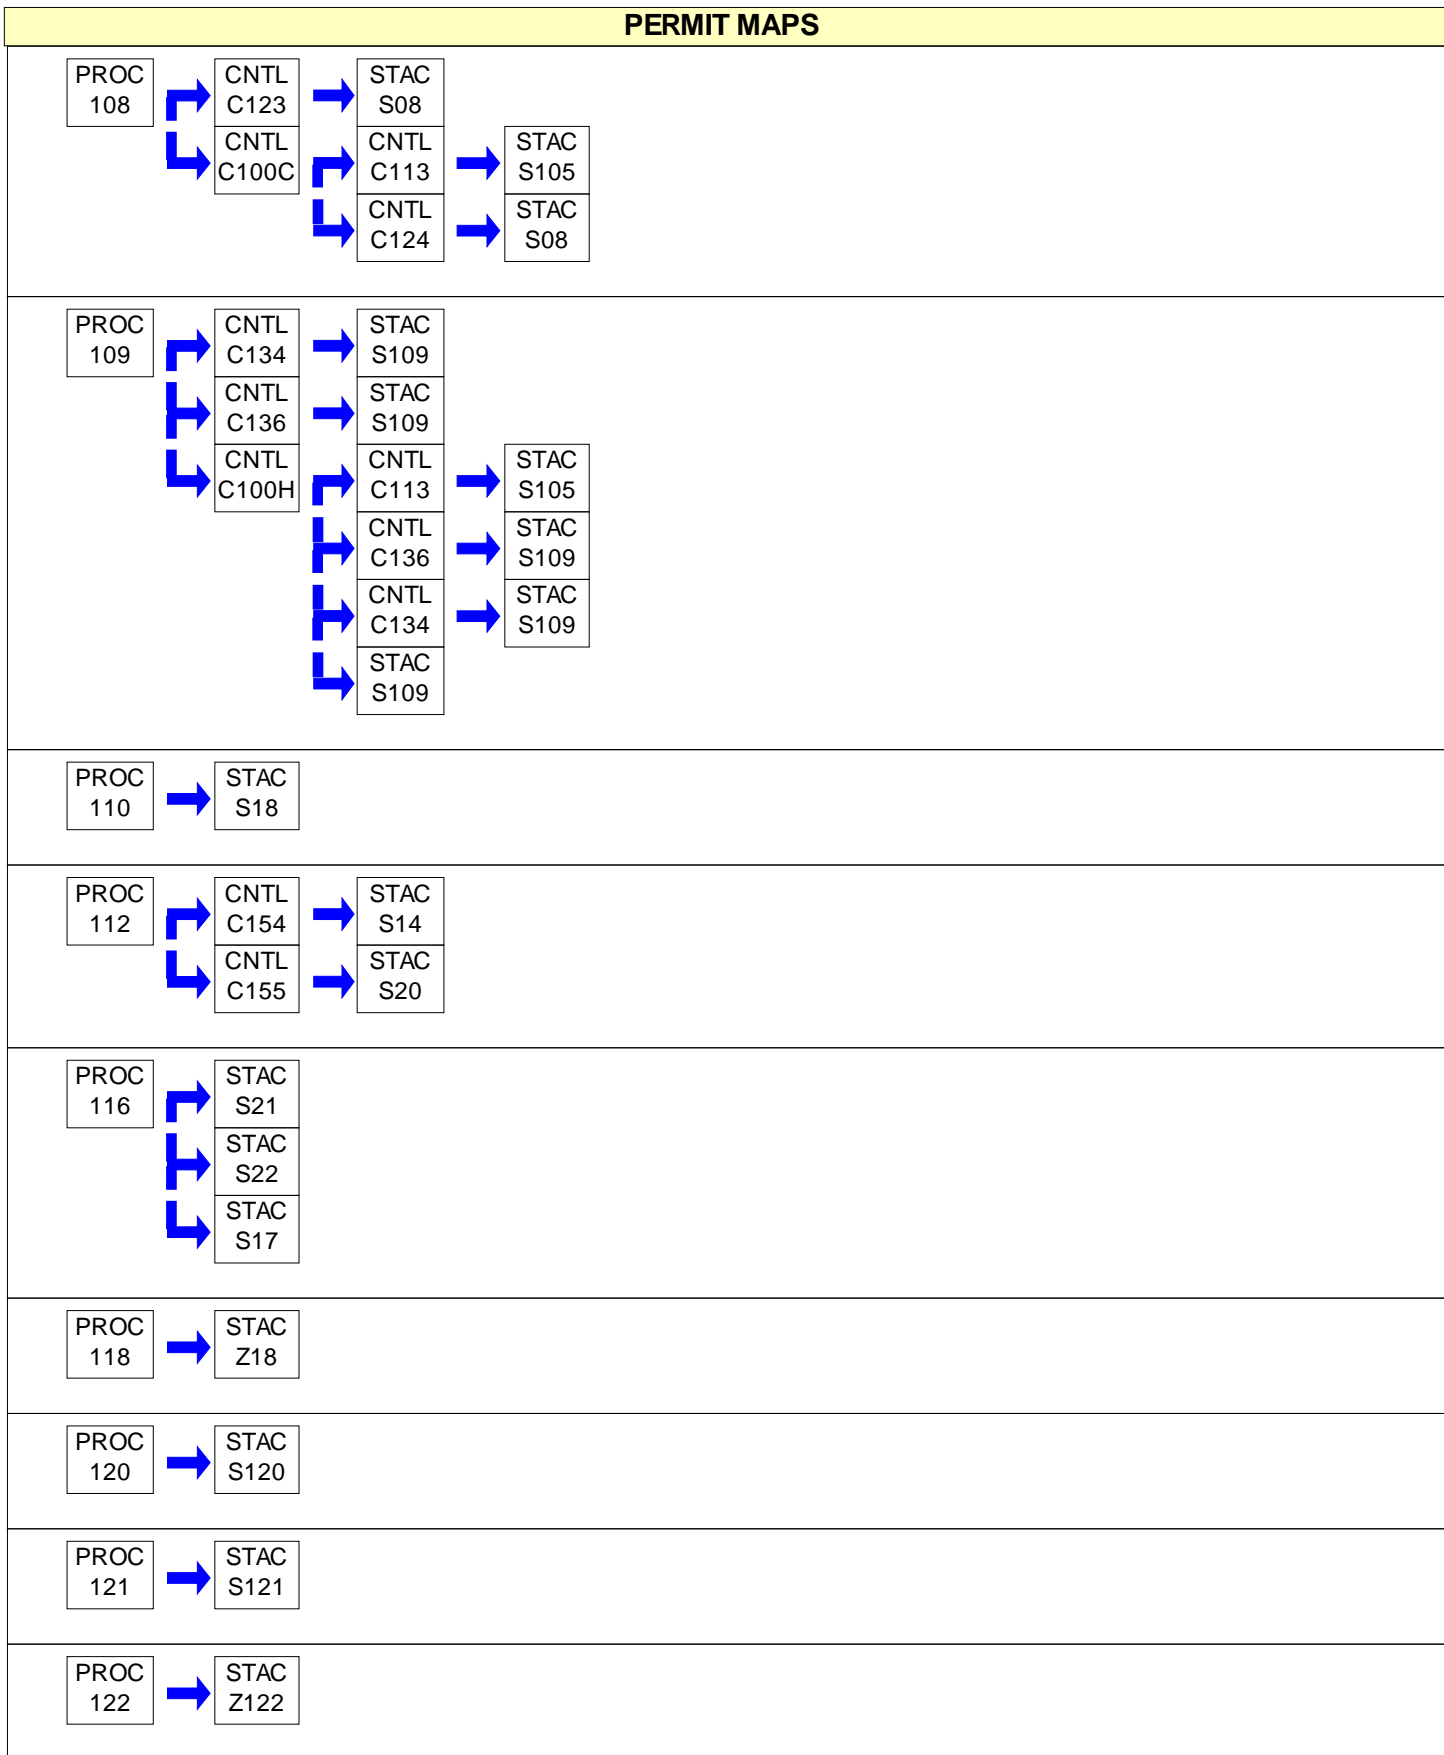 PERMIT MAPS
PROC
108
CNTL
C123
STAC
S08
CNTL
C100C
CNTL
C113
STAC
S105
CNTL
C124
STAC
S08
PROC
109
CNTL
C134
STAC
S109
CNTL
C136
STAC
S109
CNTL
C100H
CNTL
C113
STAC
S105
CNTL
C136
STAC
S109
CNTL
C134
STAC
S109
STAC
S109
PROC
110
STAC
S18
PROC
112
CNTL
C154
STAC
S14
CNTL
C155
STAC
S20
PROC
116
STAC
S21
STAC
S22
STAC
S17
PROC
118
STAC
Z18
PROC
120
STAC
S120
PROC
121
STAC
S121
PROC
122
STAC
Z122